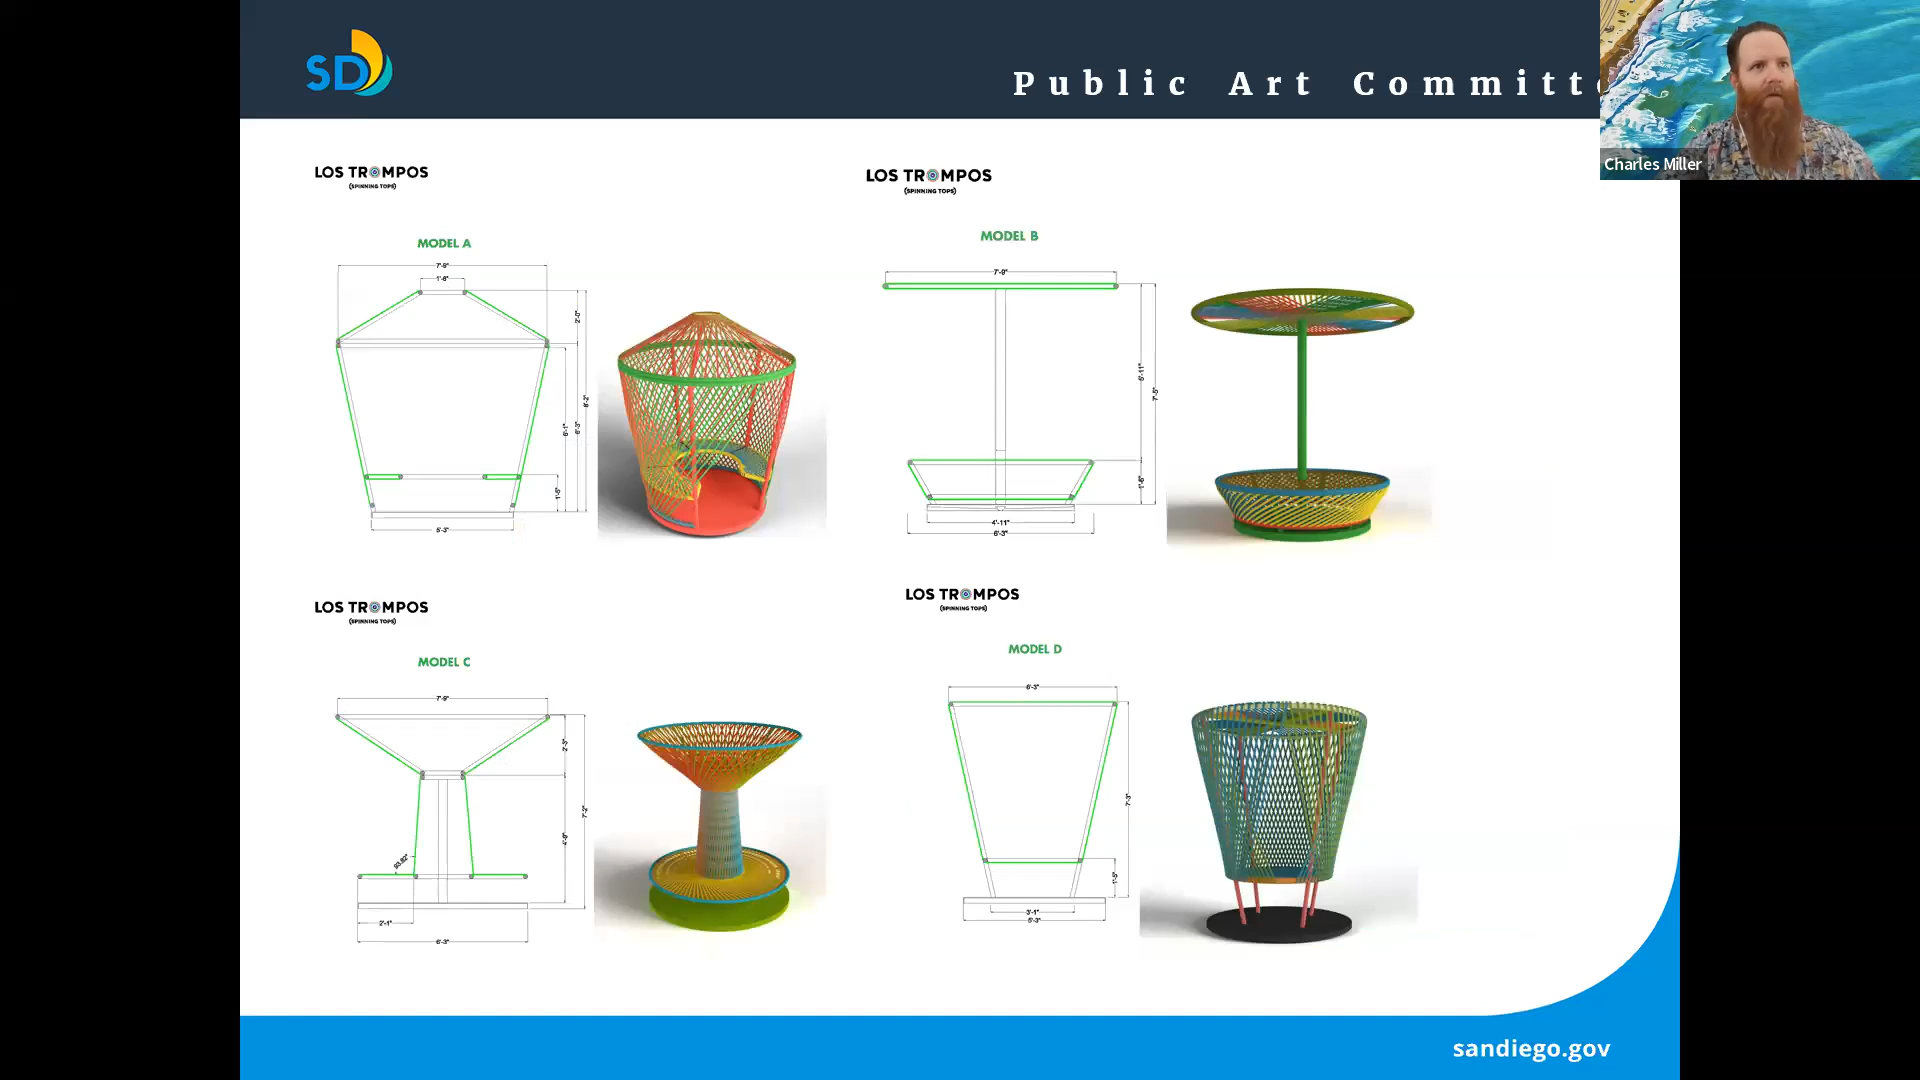 SD
Public Art Committe
Charles Miller
LOS TROMPOS
(SPINNING TOPS)
MODEL A
7'-9"
1'-6"
2'-0"
8'-2"
6'-1"
6'-3"
1'-5"
5'-3"
LOS TROMPOS
(SPINNING TOPS)
MODEL B
7'-9"
5'-11"
7'-5"
1'-6"
4'-11"
6'-3"
LOS TROMPOS
(SPINNING TOPS)
MODEL C
7'-9"
2'-3"
7'-2"
4'-9"
93.82°
2'-1"
6'-3"
LOS TROMPOS
(SPINNING TOPS)
MODEL D
6'-3"
7'-3"
1'-5"
3'-1"
5'-3"
sandiego.gov